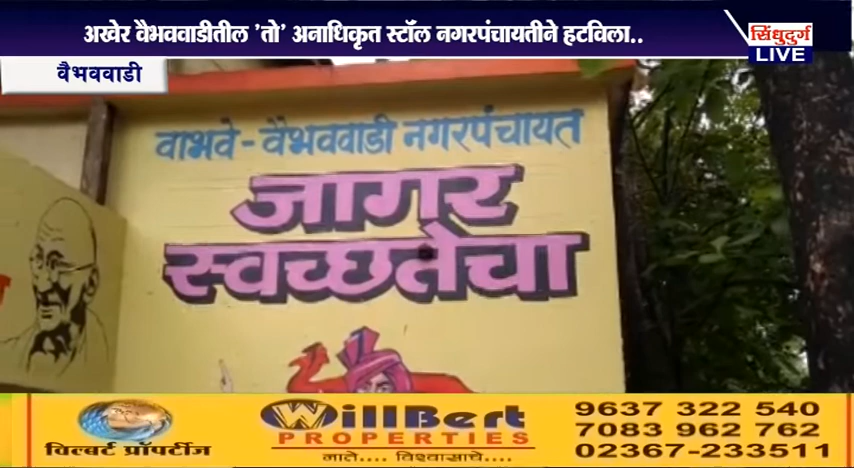 अखेर वैभववाडीतील 'तो' अनाधिकृत स्टॉल नगरपंचायतीने हटविला..
सिंधुदुर्ग
LIVE
वैभववाडी
वाभवे-वैभववाडी नगरपंचायत
जागर
स्वच्छतेचा
विल्बर्ट प्रॉपर्टीज
WillBert
PROPERTIES
नाते.... विश्वासाचे....
9637 322 540
7083 962 762
02367-233511